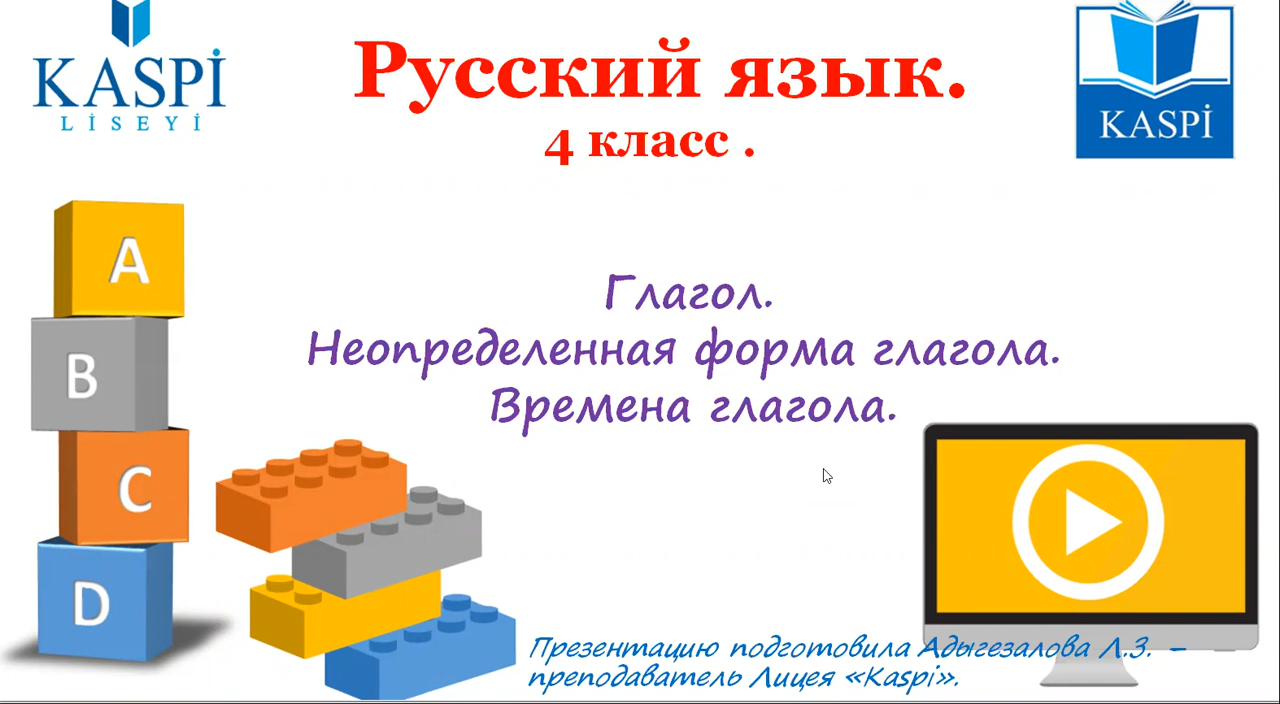 KASPİ
LİSEYİ
Русский язык.
4 класс .
KASPİ
A
B
C
D
Глагол.
Неопределенная форма глагола.
Времена глагола.
Презентацию подготовила Адыгезалова Л.З. –
преподаватель Лицея «Kaspi».